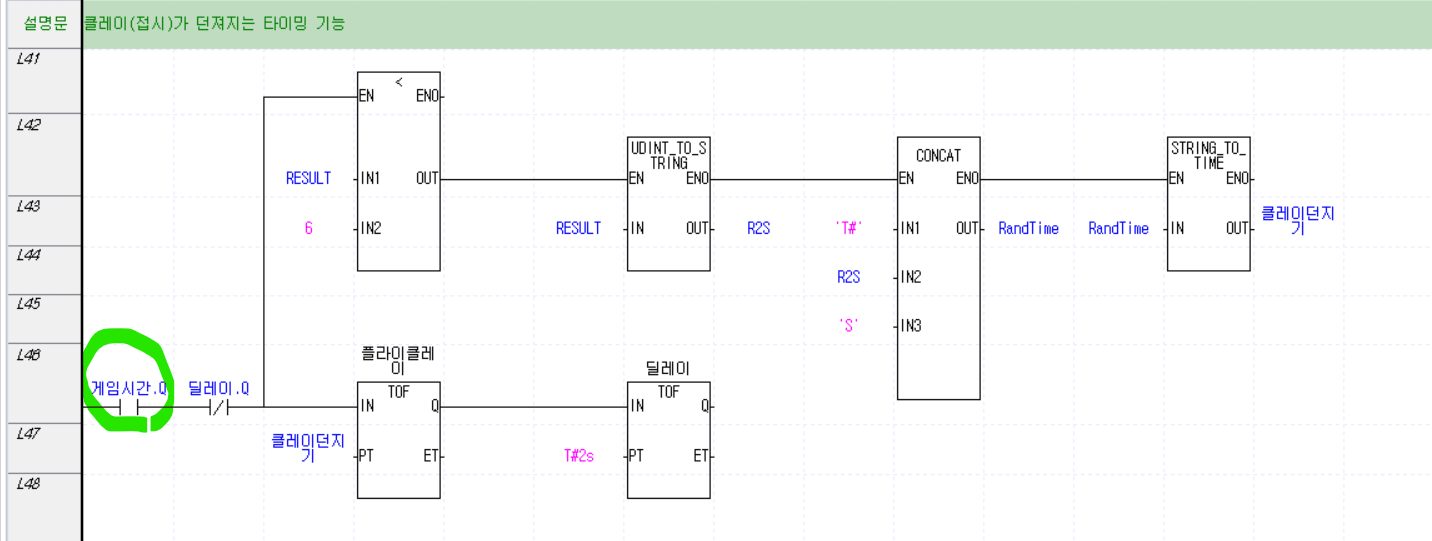 설명문 클레이(접시)가 던져지는 타이밍 기능
L41
<
EN ENO
L42
UDINT_TO_S
TRING
CONCAT
STRING_TO_
TIME
RESULT IN1 OUT EN ENO EN ENO EN ENO
L43
클레이던지
기
6 IN2 RESULT IN OUT R2S 'T#' IN1 OUT RandTime RandTime IN OUT
L44
R2S IN2
L45
'S' IN3
L46
플라이클레
이
딜레이
게임시간.Q 딜레이.Q TOF TOF
IN Q IN Q
L47
클레이던지
기
PT ET T#2s PT ET
L48